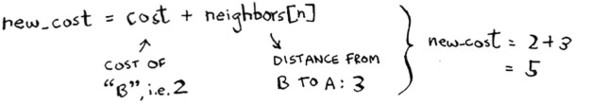 new_cost = cost + neighbors[n]
COST OF
"B", i.e. 2
DISTANCE FROM
B TO A: 3
new_cost = 2+3
= 5